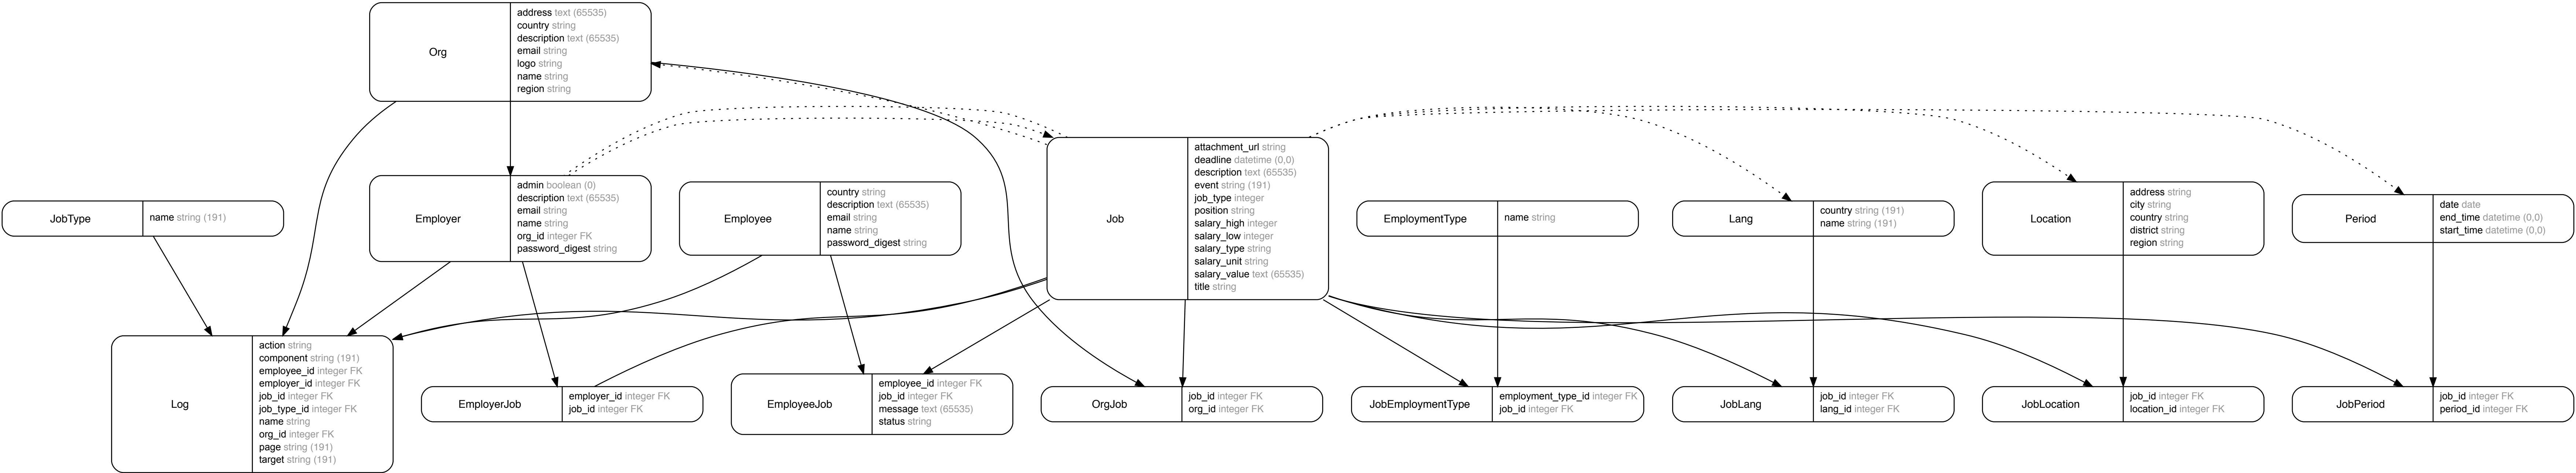 Org
address text (65535)
country string
description text (65535)
email string
logo string
name string
region string
JobType
name string (191)
Employer
admin boolean (0)
description text (65535)
email string
name string
org_id integer FK
password_digest string
Employee
country string
description text (65535)
email string
name string
password_digest string
Job
attachment_url string
deadline datetime (0,0)
description text (65535)
event string (191)
job_type integer
position string
salary_high integer
salary_low integer
salary_type string
salary_unit string
salary_value text (65535)
title string
EmploymentType
name string
Lang
country string (191)
name string (191)
Location
address string
city string
country string
district string
region string
Period
date date
end_time datetime (0,0)
start_time datetime (0,0)
Log
action string
component string (191)
employee_id integer FK
employer_id integer FK
job_id integer FK
job_type_id integer FK
name string
org_id integer FK
page string (191)
target string (191)
EmployerJob
employer_id integer FK
job_id integer FK
EmployeeJob
employee_id integer FK
job_id integer FK
message text (65535)
status string
OrgJob
job_id integer FK
org_id integer FK
JobEmploymentType
employment_type_id integer FK
job_id integer FK
JobLang
job_id integer FK
lang_id integer FK
JobLocation
job_id integer FK
location_id integer FK
JobPeriod
job_id integer FK
period_id integer FK